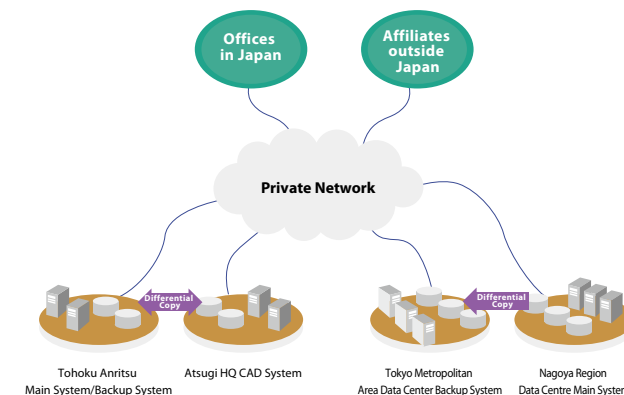 Offices
in Japan
Affiliates
outside
Japan
Private Network
Differential
Copy
Differential
Copy
Tohoku Anritsu
Main System/Backup System
Atsugi HQ CAD System
Tokyo Metropolitan
Area Data Center Backup System
Nagoya Region
Data Centre Main System